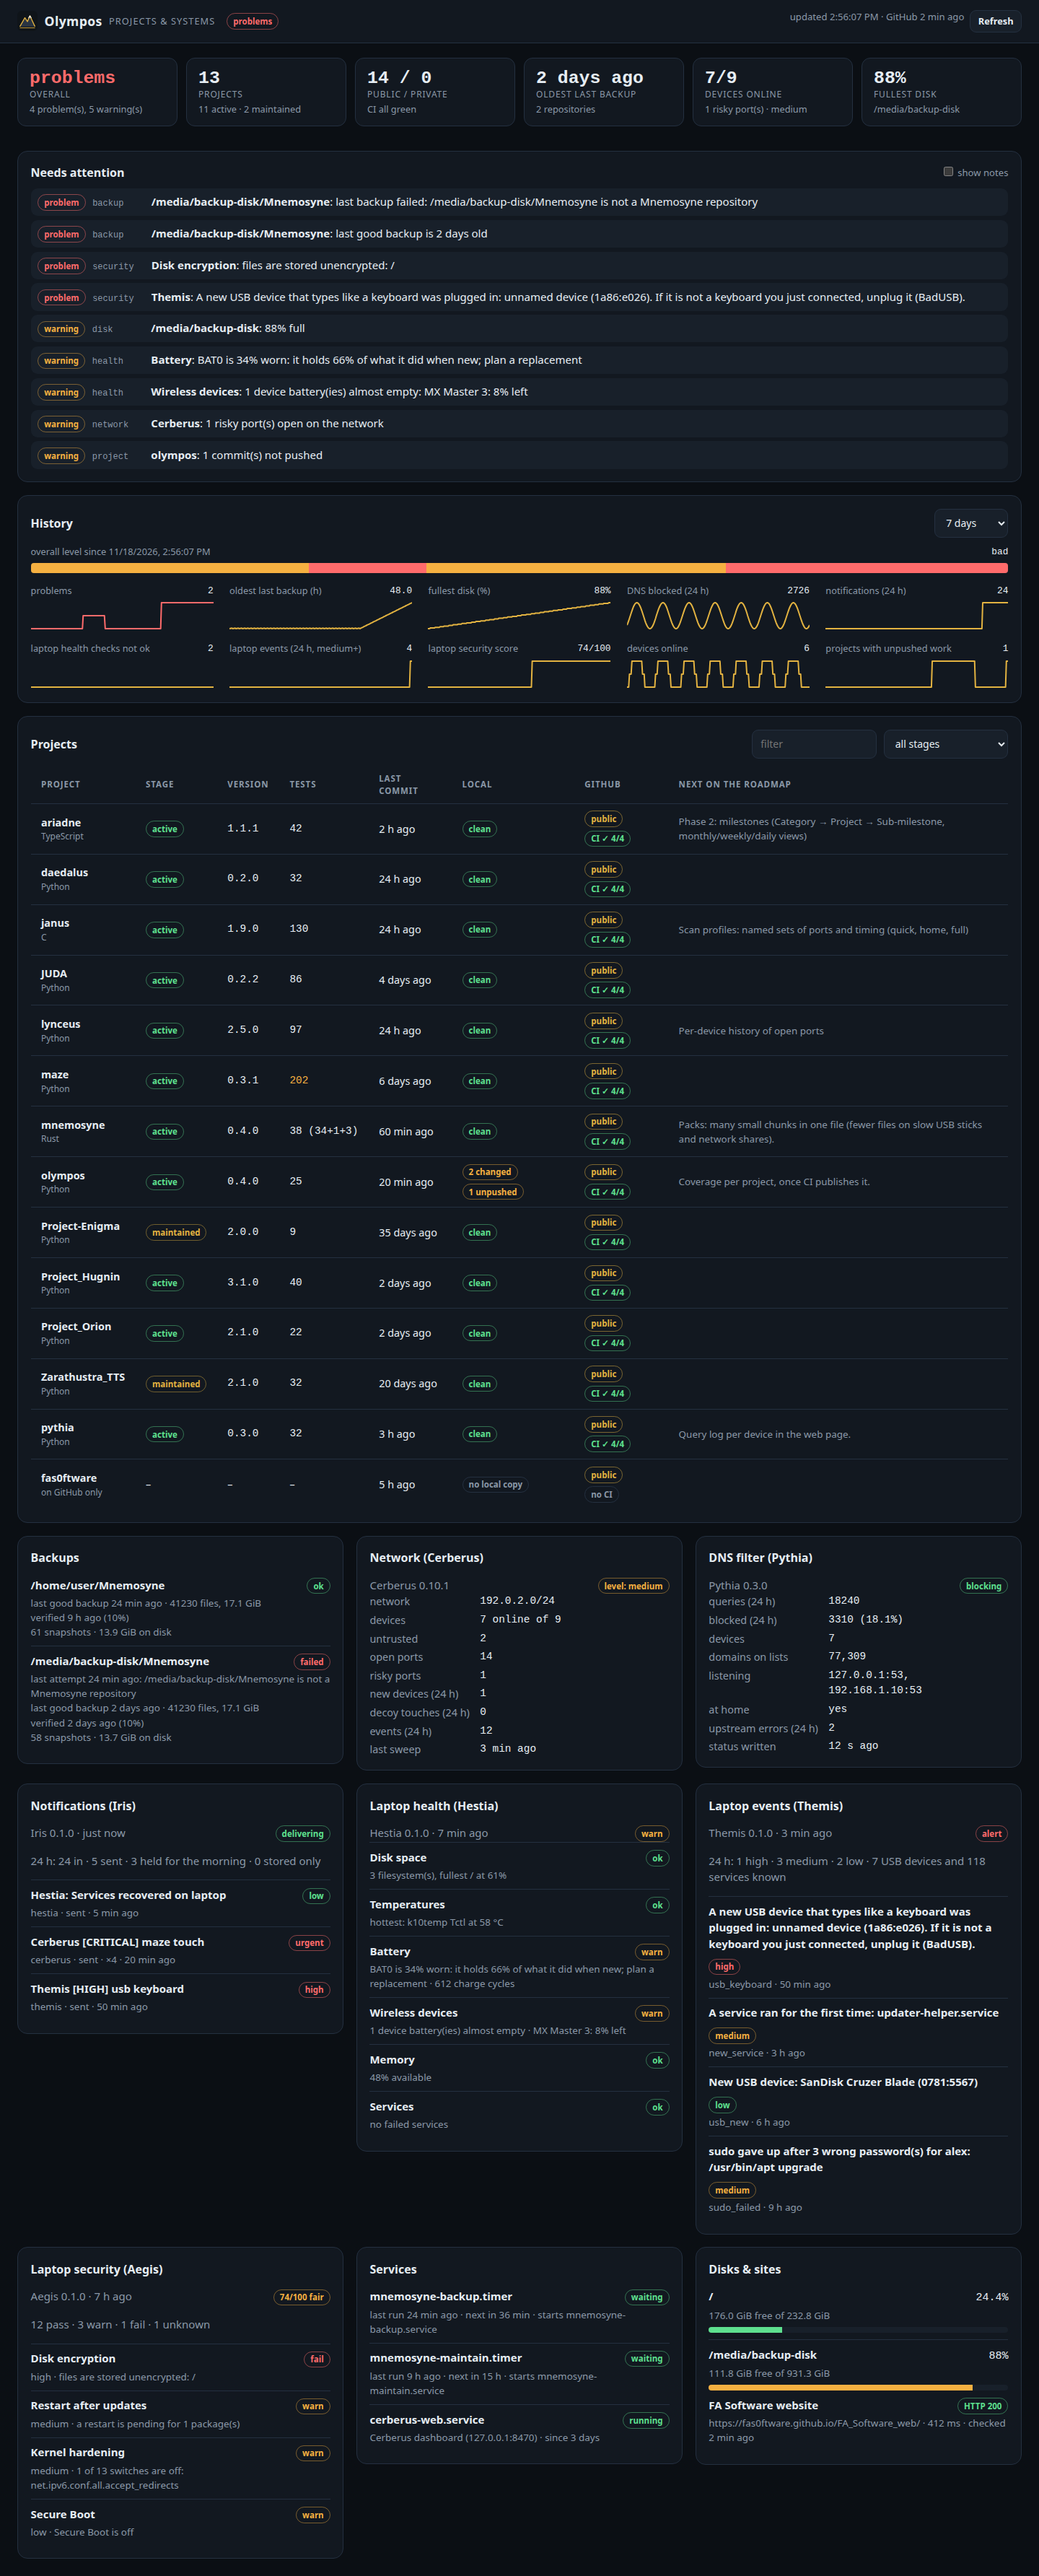 Olympos PROJECTS & SYSTEMS problems
updated 2:56:07 PM · GitHub 2 min ago Refresh
problems
OVERALL
4 problem(s), 5 warning(s)
13
PROJECTS
11 active · 2 maintained
14 / 0
PUBLIC / PRIVATE
CI all green
2 days ago
OLDEST LAST BACKUP
2 repositories
7/9
DEVICES ONLINE
1 risky port(s) · medium
88%
FULLEST DISK
/media/backup-disk
Needs attention show notes
problem backup /media/backup-disk/Mnemosyne: last backup failed: /media/backup-disk/Mnemosyne is not a Mnemosyne repository
problem backup /media/backup-disk/Mnemosyne: last good backup is 2 days old
problem security Disk encryption: files are stored unencrypted: /
problem security Themis: A new USB device that types like a keyboard was plugged in: unnamed device (1a86:e026). If it is not a keyboard you just connected, unplug it (BadUSB).
warning disk /media/backup-disk: 88% full
warning health Battery: BAT0 is 34% worn: it holds 66% of what it did when new; plan a replacement
warning health Wireless devices: 1 device battery(ies) almost empty: MX Master 3: 8% left
warning network Cerberus: 1 risky port(s) open on the network
warning project olympos: 1 commit(s) not pushed
History 7 days
overall level since 11/18/2026, 2:56:07 PM bad
problems 2
oldest last backup (h) 48.0
fullest disk (%) 88%
DNS blocked (24 h) 2726
notifications (24 h) 24
laptop health checks not ok 2
laptop events (24 h, medium+) 4
laptop security score 74/100
devices online 6
projects with unpushed work 1
Projects filter all stages
PROJECT STAGE VERSION TESTS LAST COMMIT LOCAL GITHUB NEXT ON THE ROADMAP
ariadne TypeScript active 1.1.1 42 2 h ago clean public CI ✓ 4/4 Phase 2: milestones (Category → Project → Sub-milestone, monthly/weekly/daily views)
daedalus Python active 0.2.0 32 24 h ago clean public CI ✓ 4/4
janus C active 1.9.0 130 24 h ago clean public CI ✓ 4/4 Scan profiles: named sets of ports and timing (quick, home, full)
JUDA Python active 0.2.2 86 4 days ago clean public CI ✓ 4/4
lynceus Python active 2.5.0 97 24 h ago clean public CI ✓ 4/4 Per-device history of open ports
maze Python active 0.3.1 202 6 days ago clean public CI ✓ 4/4
mnemosyne Rust active 0.4.0 38 (34+1+3) 60 min ago clean public CI ✓ 4/4 Packs: many small chunks in one file (fewer files on slow USB sticks and network shares).
olympos Python active 0.4.0 25 20 min ago 2 changed 1 unpushed public CI ✓ 4/4 Coverage per project, once CI publishes it.
Project-Enigma Python maintained 2.0.0 9 35 days ago clean public CI ✓ 4/4
Project_Hugnin Python active 3.1.0 40 2 days ago clean public CI ✓ 4/4
Project_Orion Python active 2.1.0 22 2 days ago clean public CI ✓ 4/4
Zarathustra_TTS Python maintained 2.1.0 32 20 days ago clean public CI ✓ 4/4
pythia Python active 0.3.0 32 3 h ago clean public CI ✓ 4/4 Query log per device in the web page.
fas0ftware on GitHub only – – – 5 h ago no local copy public no CI
Backups
/home/user/Mnemosyne ok
last good backup 24 min ago · 41230 files, 17.1 GiB
verified 9 h ago (10%)
61 snapshots · 13.9 GiB on disk
/media/backup-disk/Mnemosyne failed
last attempt 24 min ago: /media/backup-disk/Mnemosyne is not a
Mnemosyne repository
last good backup 2 days ago · 41230 files, 17.1 GiB
verified 2 days ago (10%)
58 snapshots · 13.7 GiB on disk
Network (Cerberus)
Cerberus 0.10.1 level: medium
network 192.0.2.0/24
devices 7 online of 9
untrusted 2
open ports 14
risky ports 1
new devices (24 h) 1
decoy touches (24 h) 0
events (24 h) 12
last sweep 3 min ago
DNS filter (Pythia)
Pythia 0.3.0 blocking
queries (24 h) 18240
blocked (24 h) 3310 (18.1%)
devices 7
domains on lists 77,309
listening 127.0.0.1:53,
192.168.1.10:53
at home yes
upstream errors (24 h) 2
status written 12 s ago
Notifications (Iris)
Iris 0.1.0 · just now delivering
24 h: 24 in · 5 sent · 3 held for the morning · 0 stored only
Hestia: Services recovered on laptop low
hestia · sent · 5 min ago
Cerberus [CRITICAL] maze touch urgent
cerberus · sent · ×4 · 20 min ago
Themis [HIGH] usb keyboard high
themis · sent · 50 min ago
Laptop health (Hestia)
Hestia 0.1.0 · 7 min ago warn
Disk space ok
3 filesystem(s), fullest / at 61%
Temperatures ok
hottest: k10temp Tctl at 58 °C
Battery warn
BAT0 is 34% worn: it holds 66% of what it did when new; plan a
replacement · 612 charge cycles
Wireless devices warn
1 device battery(ies) almost empty · MX Master 3: 8% left
Memory ok
48% available
Services ok
no failed services
Laptop events (Themis)
Themis 0.1.0 · 3 min ago alert
24 h: 1 high · 3 medium · 2 low · 7 USB devices and 118
services known
A new USB device that types like a keyboard was
plugged in: unnamed device (1a86:e026). If it is not a
keyboard you just connected, unplug it (BadUSB).
high
usb_keyboard · 50 min ago
A service ran for the first time: updater-helper.service
medium
new_service · 3 h ago
New USB device: SanDisk Cruzer Blade (0781:5567)
low
usb_new · 6 h ago
sudo gave up after 3 wrong password(s) for alex:
/usr/bin/apt upgrade
medium
sudo_failed · 9 h ago
Laptop security (Aegis)
Aegis 0.1.0 · 7 h ago 74/100 fair
12 pass · 3 warn · 1 fail · 1 unknown
Disk encryption fail
high · files are stored unencrypted: /
Restart after updates warn
medium · a restart is pending for 1 package(s)
Kernel hardening warn
medium · 1 of 13 switches are off:
net.ipv6.conf.all.accept_redirects
Secure Boot warn
low · Secure Boot is off
Services
mnemosyne-backup.timer waiting
last run 24 min ago · next in 36 min · starts mnemosyne-
backup.service
mnemosyne-maintain.timer waiting
last run 9 h ago · next in 15 h · starts mnemosyne-
maintain.service
cerberus-web.service running
Cerberus dashboard (127.0.0.1:8470) · since 3 days
Disks & sites
/ 24.4%
176.0 GiB free of 232.8 GiB
/media/backup-disk 88%
111.8 GiB free of 931.3 GiB
FA Software website HTTP 200
https://fas0ftware.github.io/FA_Software_web/ · 412 ms · checked
2 min ago